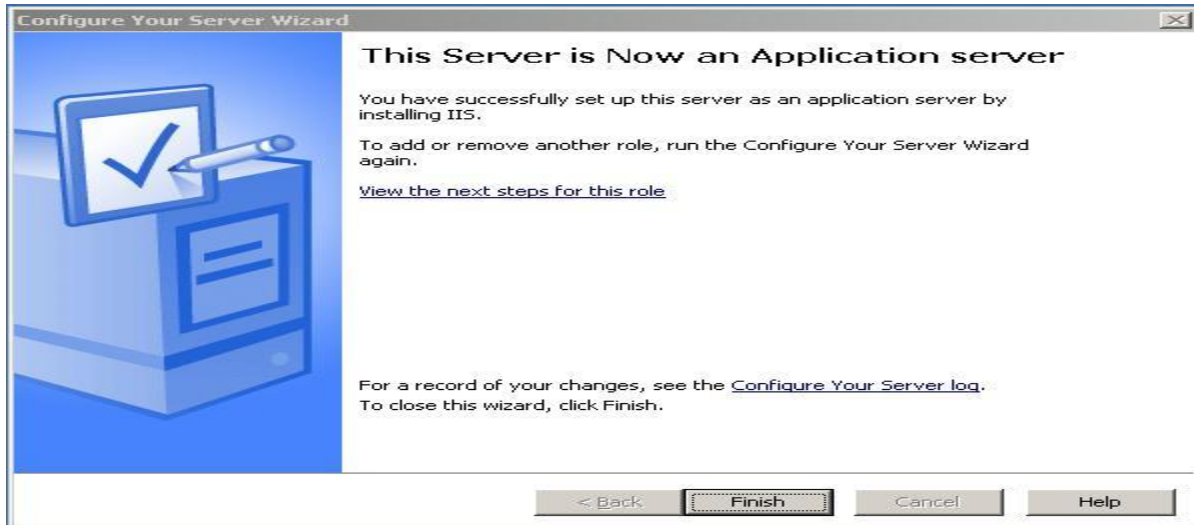 Configure Your Server Wizard
This Server is Now an Application server
You have successfully set up this server as an application server by
installing IIS.
To add or remove another role, run the Configure Your Server Wizard
again.
View the next steps for this role
For a record of your changes, see the Configure Your Server log.
To close this wizard, click Finish.
< Back Finish Cancel Help